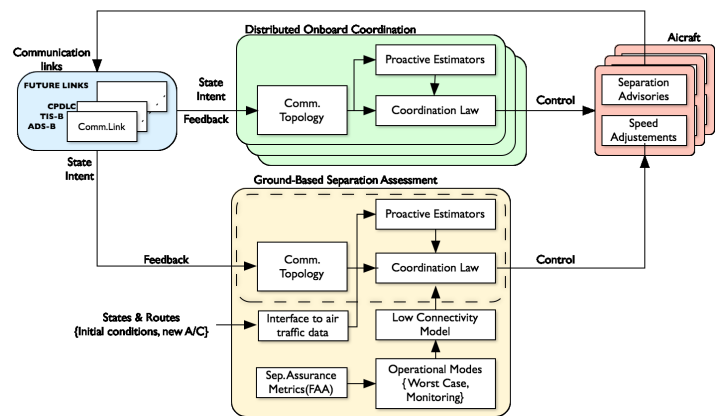 Distributed Onboard Coordination
Aicraft
Communication
links
FUTURE LINKS
CPDLC
TIS-B
ADS-B
Comm.Link
State
Intent
Feedback
Comm.
Topology
Proactive Estimators
Coordination Law
Control
Separation
Advisories
Speed
Adjustements
State
Intent
Ground-Based Separation Assessment
Feedback
Comm.
Topology
Proactive Estimators
Coordination Law
Control
States & Routes
{Initial conditions, new A/C}
Interface to air
traffic data
Low Connectivity
Model
Sep. Assurance
Metrics(FAA)
Operational Modes
{ Worst Case,
Monitoring}